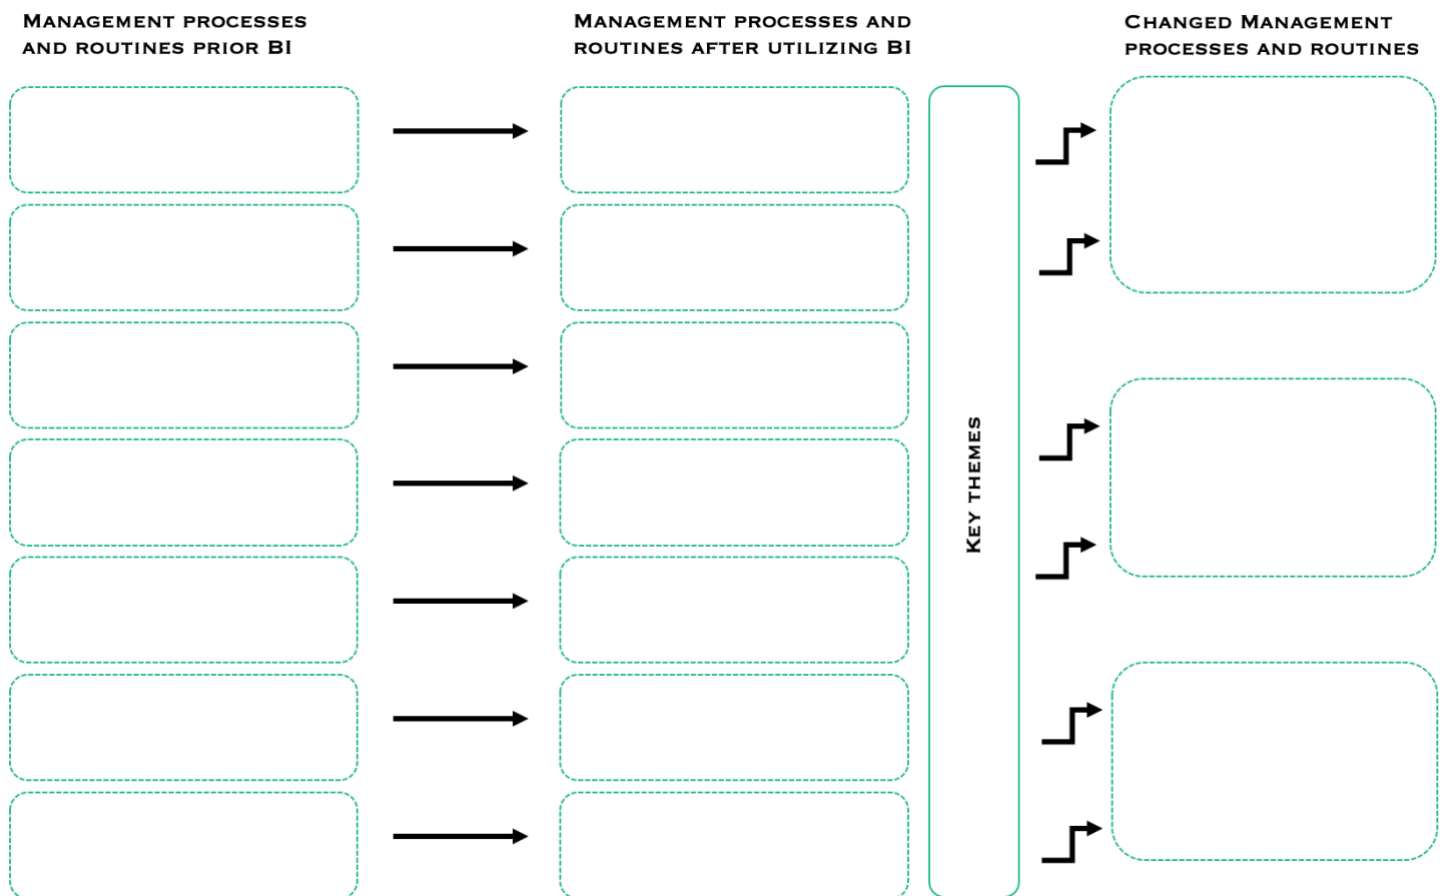 Management processes
and routines prior BI
Management processes and
routines after utilizing BI
Changed Management
processes and routines
Key themes